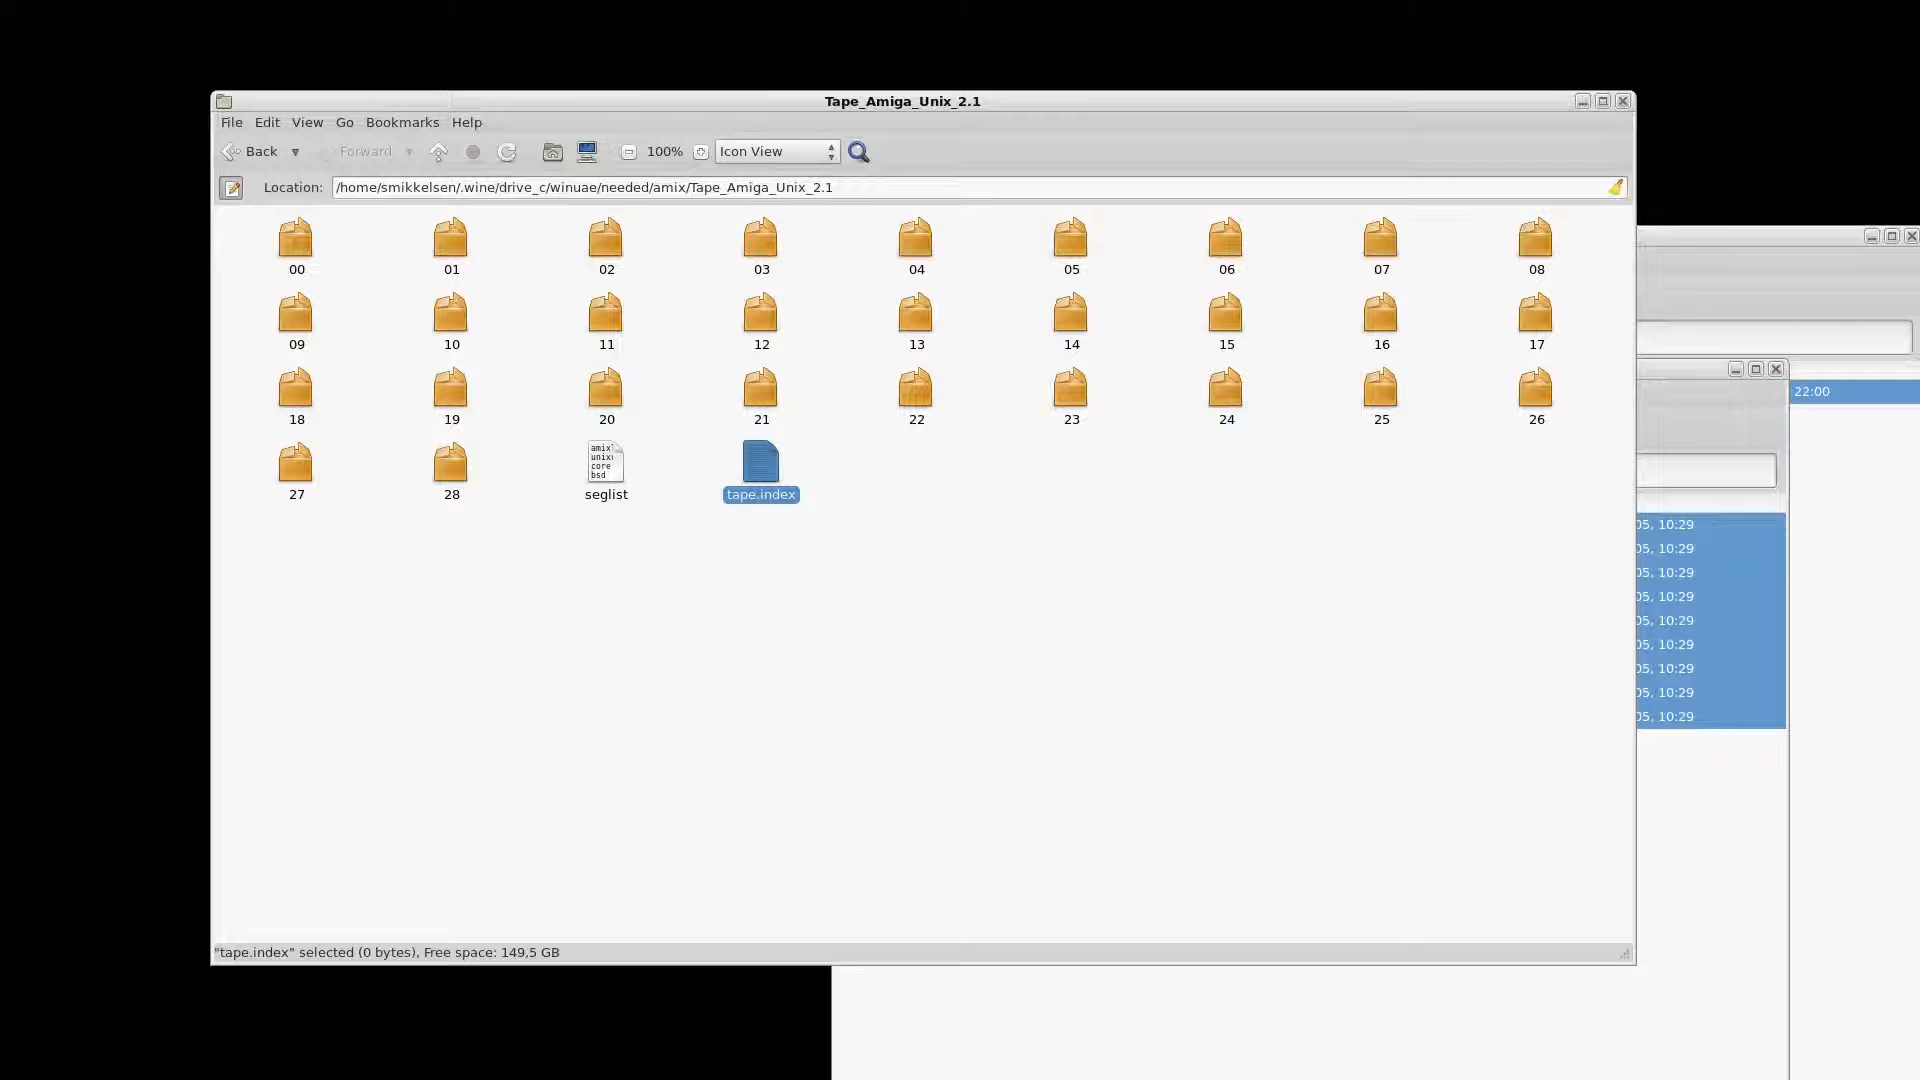 Tape_Amiga_Unix_2.1
File Edit View Go Bookmarks Help
Back Forward 100% Icon View
Location: /home/smikkelsen/.wine/drive_c/winuae/needed/amix/Tape_Amiga_Unix_2.1
00 01 02 03 04 05 06 07 08
09 10 11 12 13 14 15 16 17
22:00
18 19 20 21 22 23 24 25 26
amix
unix
core
bsd
27 28 seglist tape.index
05, 10:29
05, 10:29
05, 10:29
05, 10:29
05, 10:29
05, 10:29
05, 10:29
05, 10:29
05, 10:29
"tape.index" selected (0 bytes), Free space: 149,5 GB